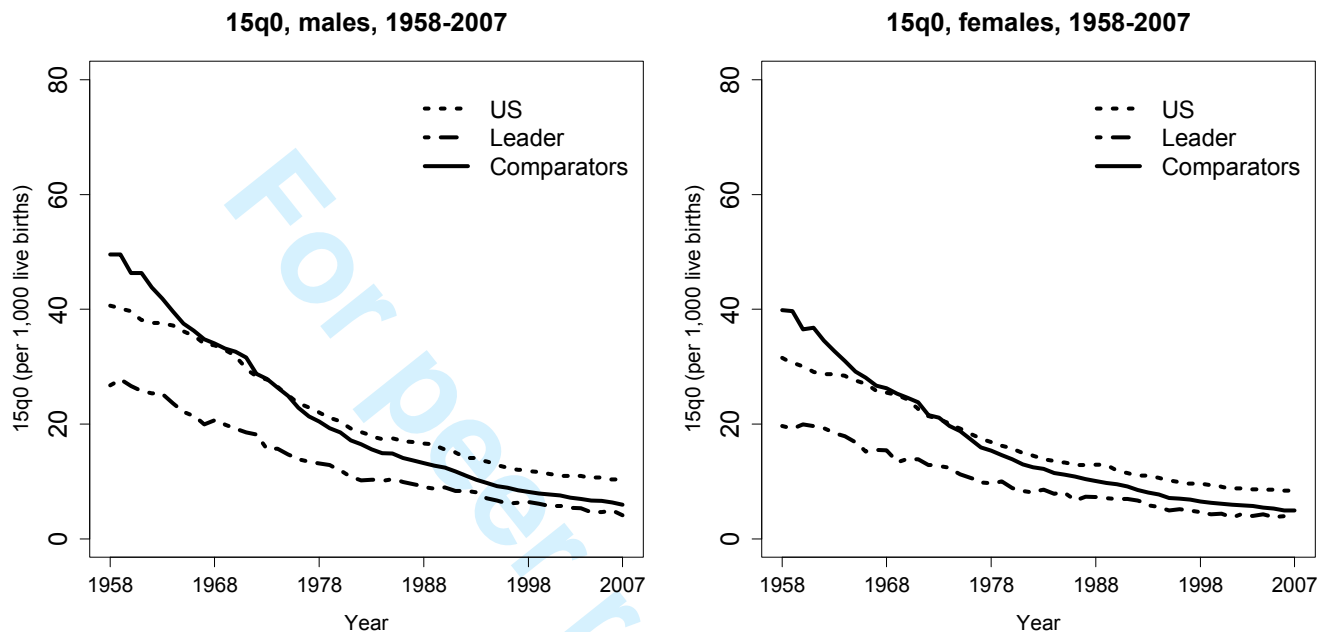 15q0, males, 1958-2007
80
60
40
20
0
15q0 (per 1,000 live births)
US
Leader
Comparators
1958 1968 1978 1988 1998 2007
Year
15q0, females, 1958-2007
80
60
40
20
0
15q0 (per 1,000 live births)
US
Leader
Comparators
1958 1968 1978 1988 1998 2007
Year
For peer r